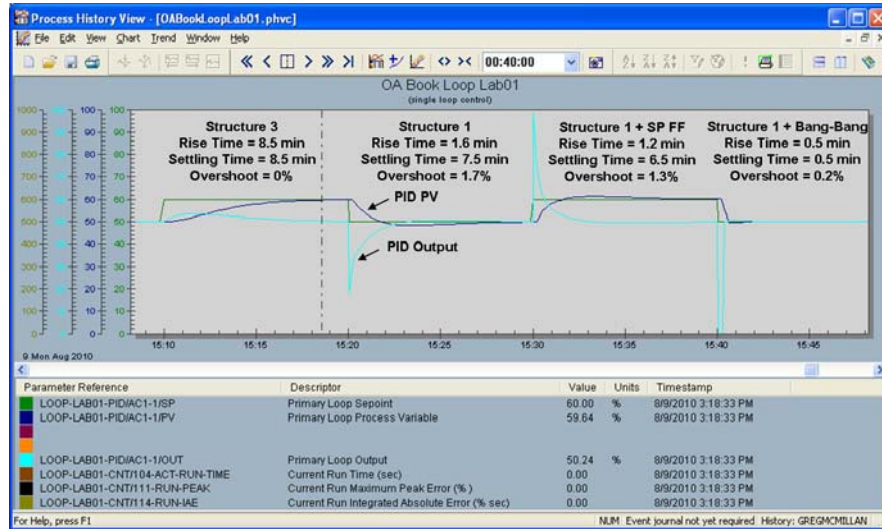 Process History View - [OABookLoopLab01.phvc]
File Edit View Chart Trend Window Help
00:40:00
OA Book Loop Lab01
(single loop control)
Structure 3
Rise Time = 8.5 min
Settling Time = 8.5 min
Overshoot = 0%
Structure 1
Rise Time = 1.6 min
Settling Time = 7.5 min
Overshoot = 1.7%
Structure 1 + SP FF
Rise Time = 1.2 min
Settling Time = 6.5 min
Overshoot = 1.3%
Structure 1 + Bang-Bang
Rise Time = 0.5 min
Settling Time = 0.5 min
Overshoot = 0.2%
PID PV
PID Output
1000 100 100
900 90 90
800 80 80
700 70 70
600 60 60
500 50 50
400 40 40
300 30 30
200 20 20
100 10 10
0 0 0
15:10 15:15 15:20 15:25 15:30 15:35 15:40 15:45
9 Mon Aug 2010
Parameter Reference Descriptor Value Units Timestamp
LOOP-LAB01-PID/AC1-1/SP Primary Loop Sepoint 60.00 % 8/9/2010 3:18:33 PM
LOOP-LAB01-PID/AC1-1/PV Primary Loop Process Variable 59.64 % 8/9/2010 3:18:33 PM
LOOP-LAB01-PID/AC1-1/OUT Primary Loop Output 50.24 % 8/9/2010 3:18:33 PM
LOOP-LAB01-CNT/104-ACT-RUN-TIME Current Run Time (sec) 0.00 8/9/2010 3:18:33 PM
LOOP-LAB01-CNT/111-RUN-PEAK Current Run Maximum Peak Error (% ) 0.00 8/9/2010 3:18:33 PM
LOOP-LAB01-CNT/114-RUN-IAE Current Run Integrated Absolute Error (% sec) 0.00 8/9/2010 3:18:33 PM
For Help, press F1 NUM Event journal not yet required History: GREGMCMILLAN